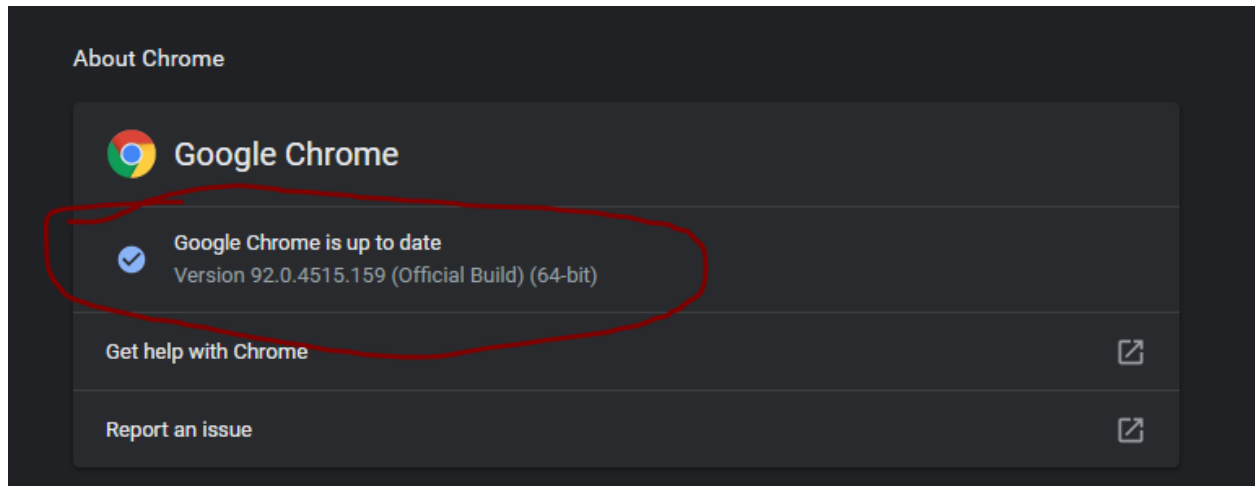 About Chrome
Google Chrome
Google Chrome is up to date
Version 92.0.4515.159 (Official Build) (64-bit)
Get help with Chrome
Report an issue